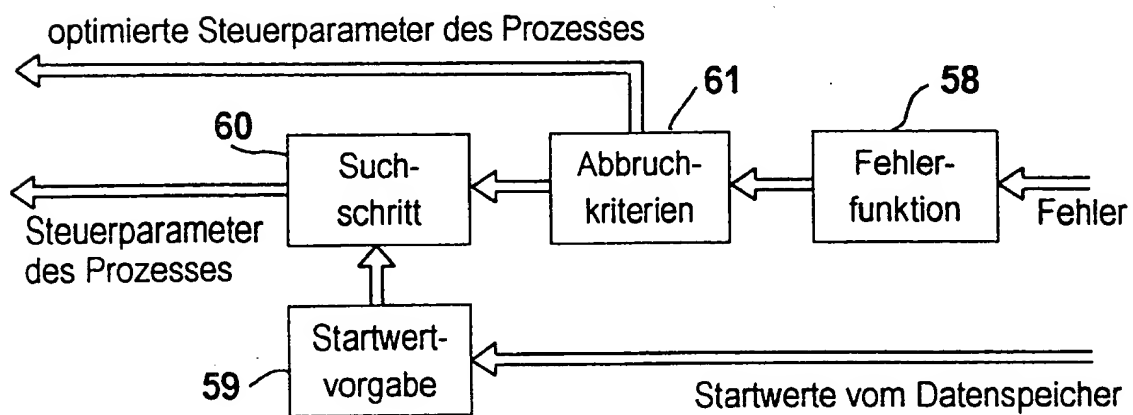 optimierte Steuerparameter des Prozesses
61
58
60
Such-
schritt
Abbruch-
kriterien
Fehler-
funktion
Fehler
Steuerparameter
des Prozesses
Startwert-
vorgabe
59
Startwerte vom Datenspeicher